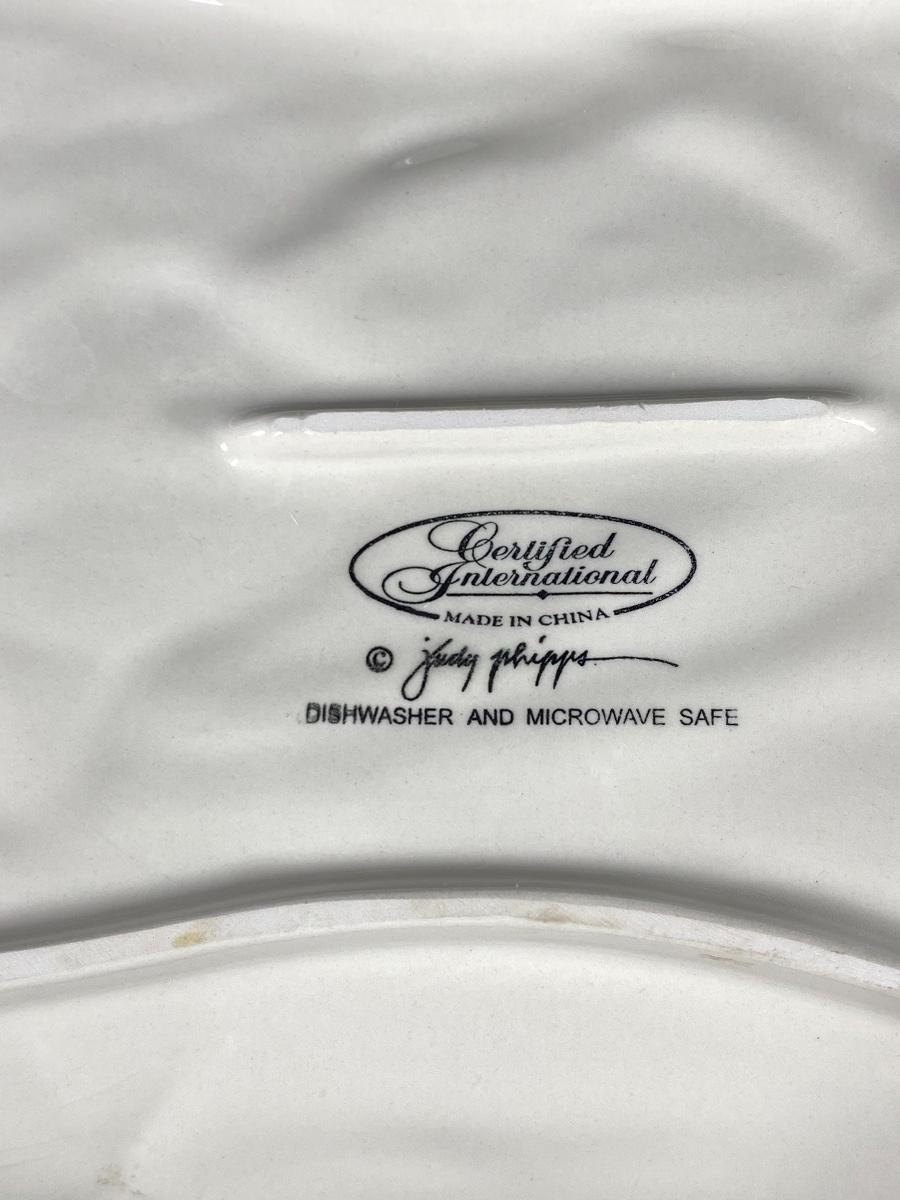 Certified
International
MADE IN CHINA
© judy phipps
DISHWASHER AND MICROWAVE SAFE